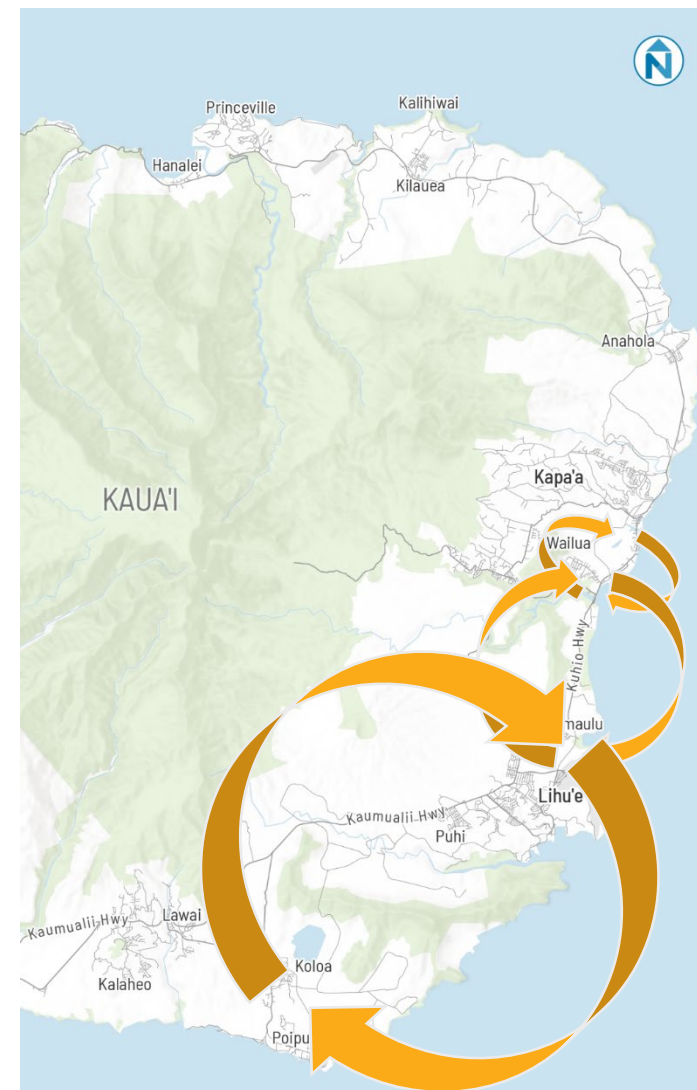 N
Princeville
Kalihiwai
Hanalei
Kilauea
Anahola
Kapa'a
KAUA'I
Wailua
Kuhio Hwy
maulu
Lihu'e
Kaumualii Hwy
Puhi
Kaumualii Hwy
Lawai
Koloa
Kalaheo
Poipu